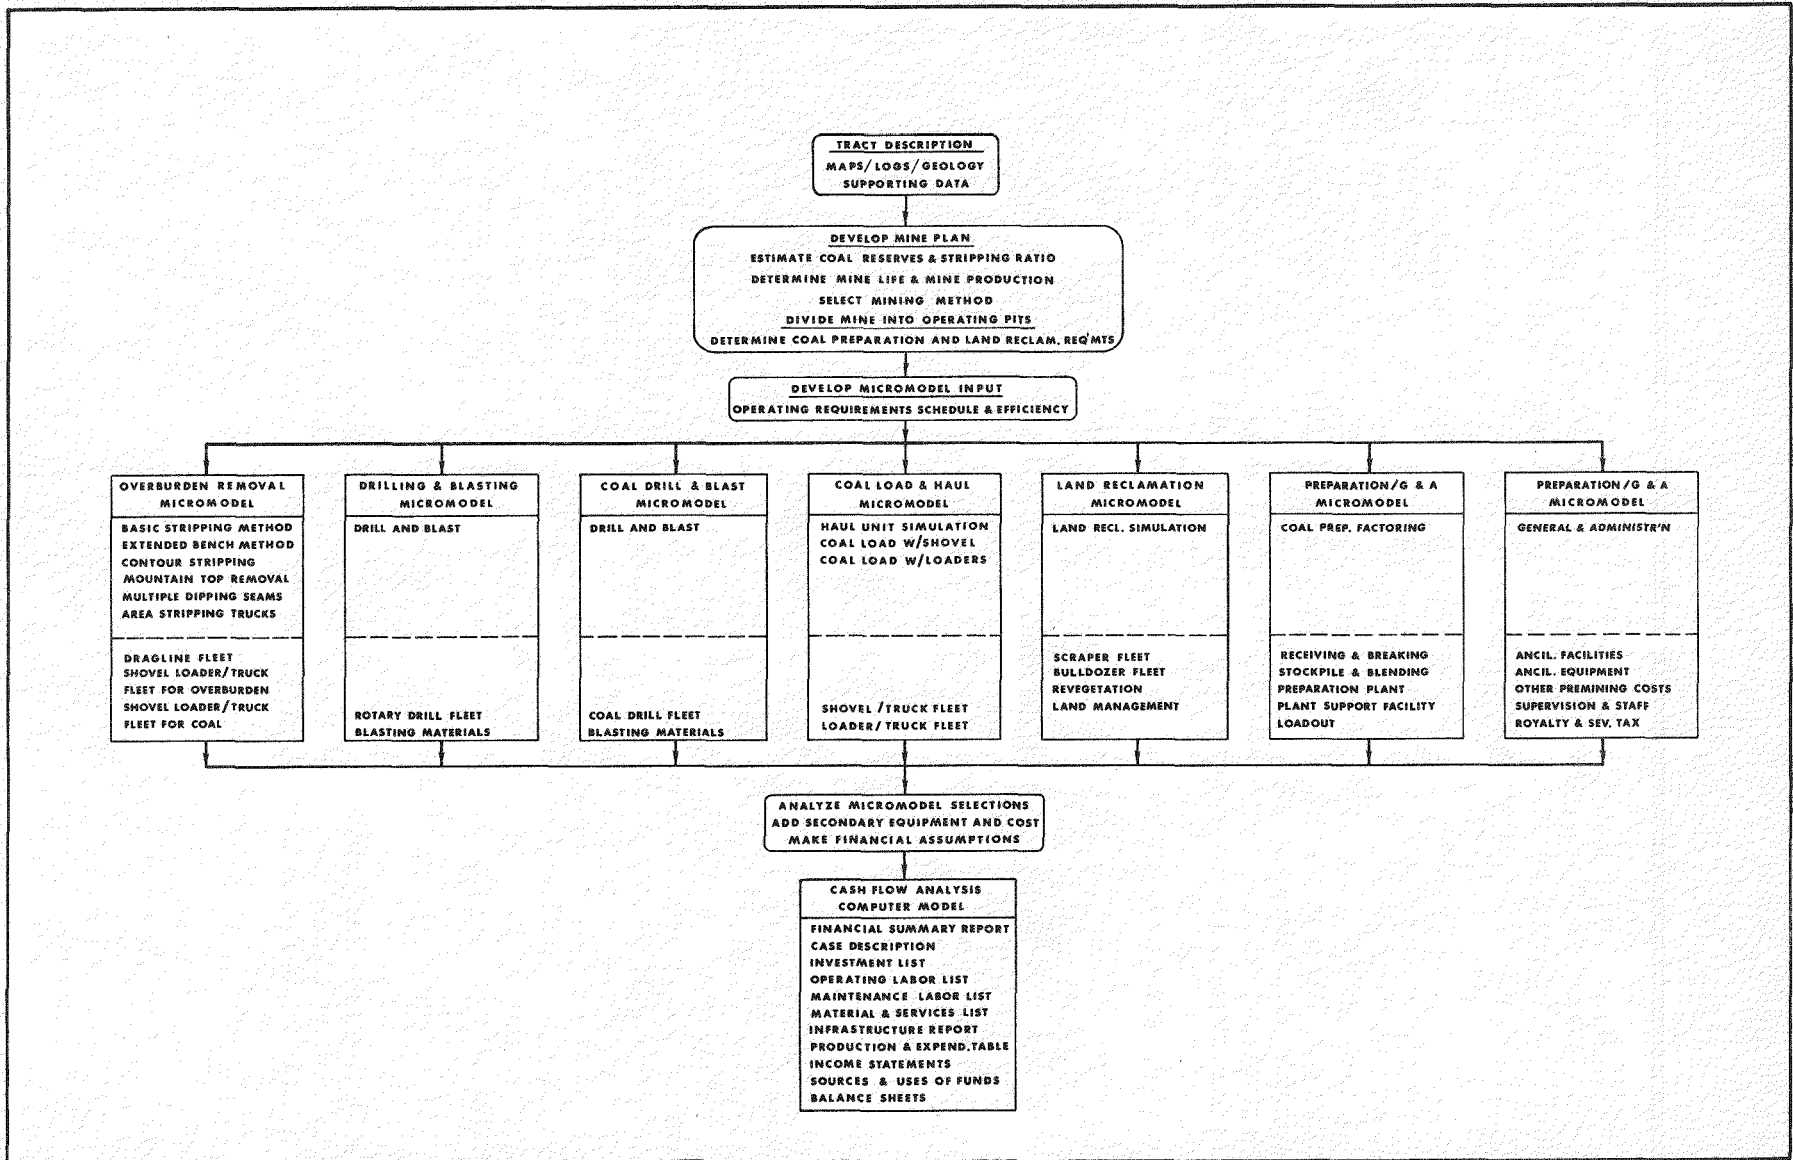 TRACT DESCRIPTION
MAPS/LOGS/GEOLOGY
SUPPORTING DATA
DEVELOP MINE PLAN
ESTIMATE COAL RESERVES & STRIPPING RATIO
DETERMINE MINE LIFE & MINE PRODUCTION
SELECT MINING METHOD
DIVIDE MINE INTO OPERATING PITS
DETERMINE COAL PREPARATION AND LAND RECLAM. REQ'MTS
DEVELOP MICROMODEL INPUT
OPERATING REQUIREMENTS SCHEDULE & EFFICIENCY
OVERBURDEN REMOVAL
MICROMODEL
BASIC STRIPPING METHOD
EXTENDED BENCH METHOD
CONTOUR STRIPPING
MOUNTAIN TOP REMOVAL
MULTIPLE DIPPING SEAMS
AREA STRIPPING TRUCKS
DRAGLINE FLEET
SHOVEL LOADER/TRUCK
FLEET FOR OVERBURDEN
SHOVEL LOADER/TRUCK
FLEET FOR COAL
DRILLING & BLASTING
MICROMODEL
DRILL AND BLAST
ROTARY DRILL FLEET
BLASTING MATERIALS
COAL DRILL & BLAST
MICROMODEL
DRILL AND BLAST
COAL DRILL FLEET
BLASTING MATERIALS
COAL LOAD & HAUL
MICROMODEL
HAUL UNIT SIMULATION
COAL LOAD W/SHOVEL
COAL LOAD W/LOADERS
SHOVEL /TRUCK FLEET
LOADER/TRUCK FLEET
LAND RECLAMATION
MICROMODEL
LAND RECL. SIMULATION
SCRAPER FLEET
BULLDOZER FLEET
REVEGETATION
LAND MANAGEMENT
PREPARATION/G & A
MICROMODEL
COAL PREP. FACTORING
RECEIVING & BREAKING
STOCKPILE & BLENDING
PREPARATION PLANT
PLANT SUPPORT FACILITY
LOADOUT
PREPARATION/G & A
MICROMODEL
GENERAL & ADMINISTR'N
ANCIL. FACILITIES
ANCIL. EQUIPMENT
OTHER PREMINING COSTS
SUPERVISION & STAFF
ROYALTY & SEV. TAX
ANALYZE MICROMODEL SELECTIONS
ADD SECONDARY EQUIPMENT AND COST
MAKE FINANCIAL ASSUMPTIONS
CASH FLOW ANALYSIS
COMPUTER MODEL
FINANCIAL SUMMARY REPORT
CASE DESCRIPTION
INVESTMENT LIST
OPERATING LABOR LIST
MAINTENANCE LABOR LIST
MATERIAL & SERVICES LIST
INFRASTRUCTURE REPORT
PRODUCTION & EXPEND. TABLE
INCOME STATEMENTS
SOURCES & USES OF FUNDS
BALANCE SHEETS